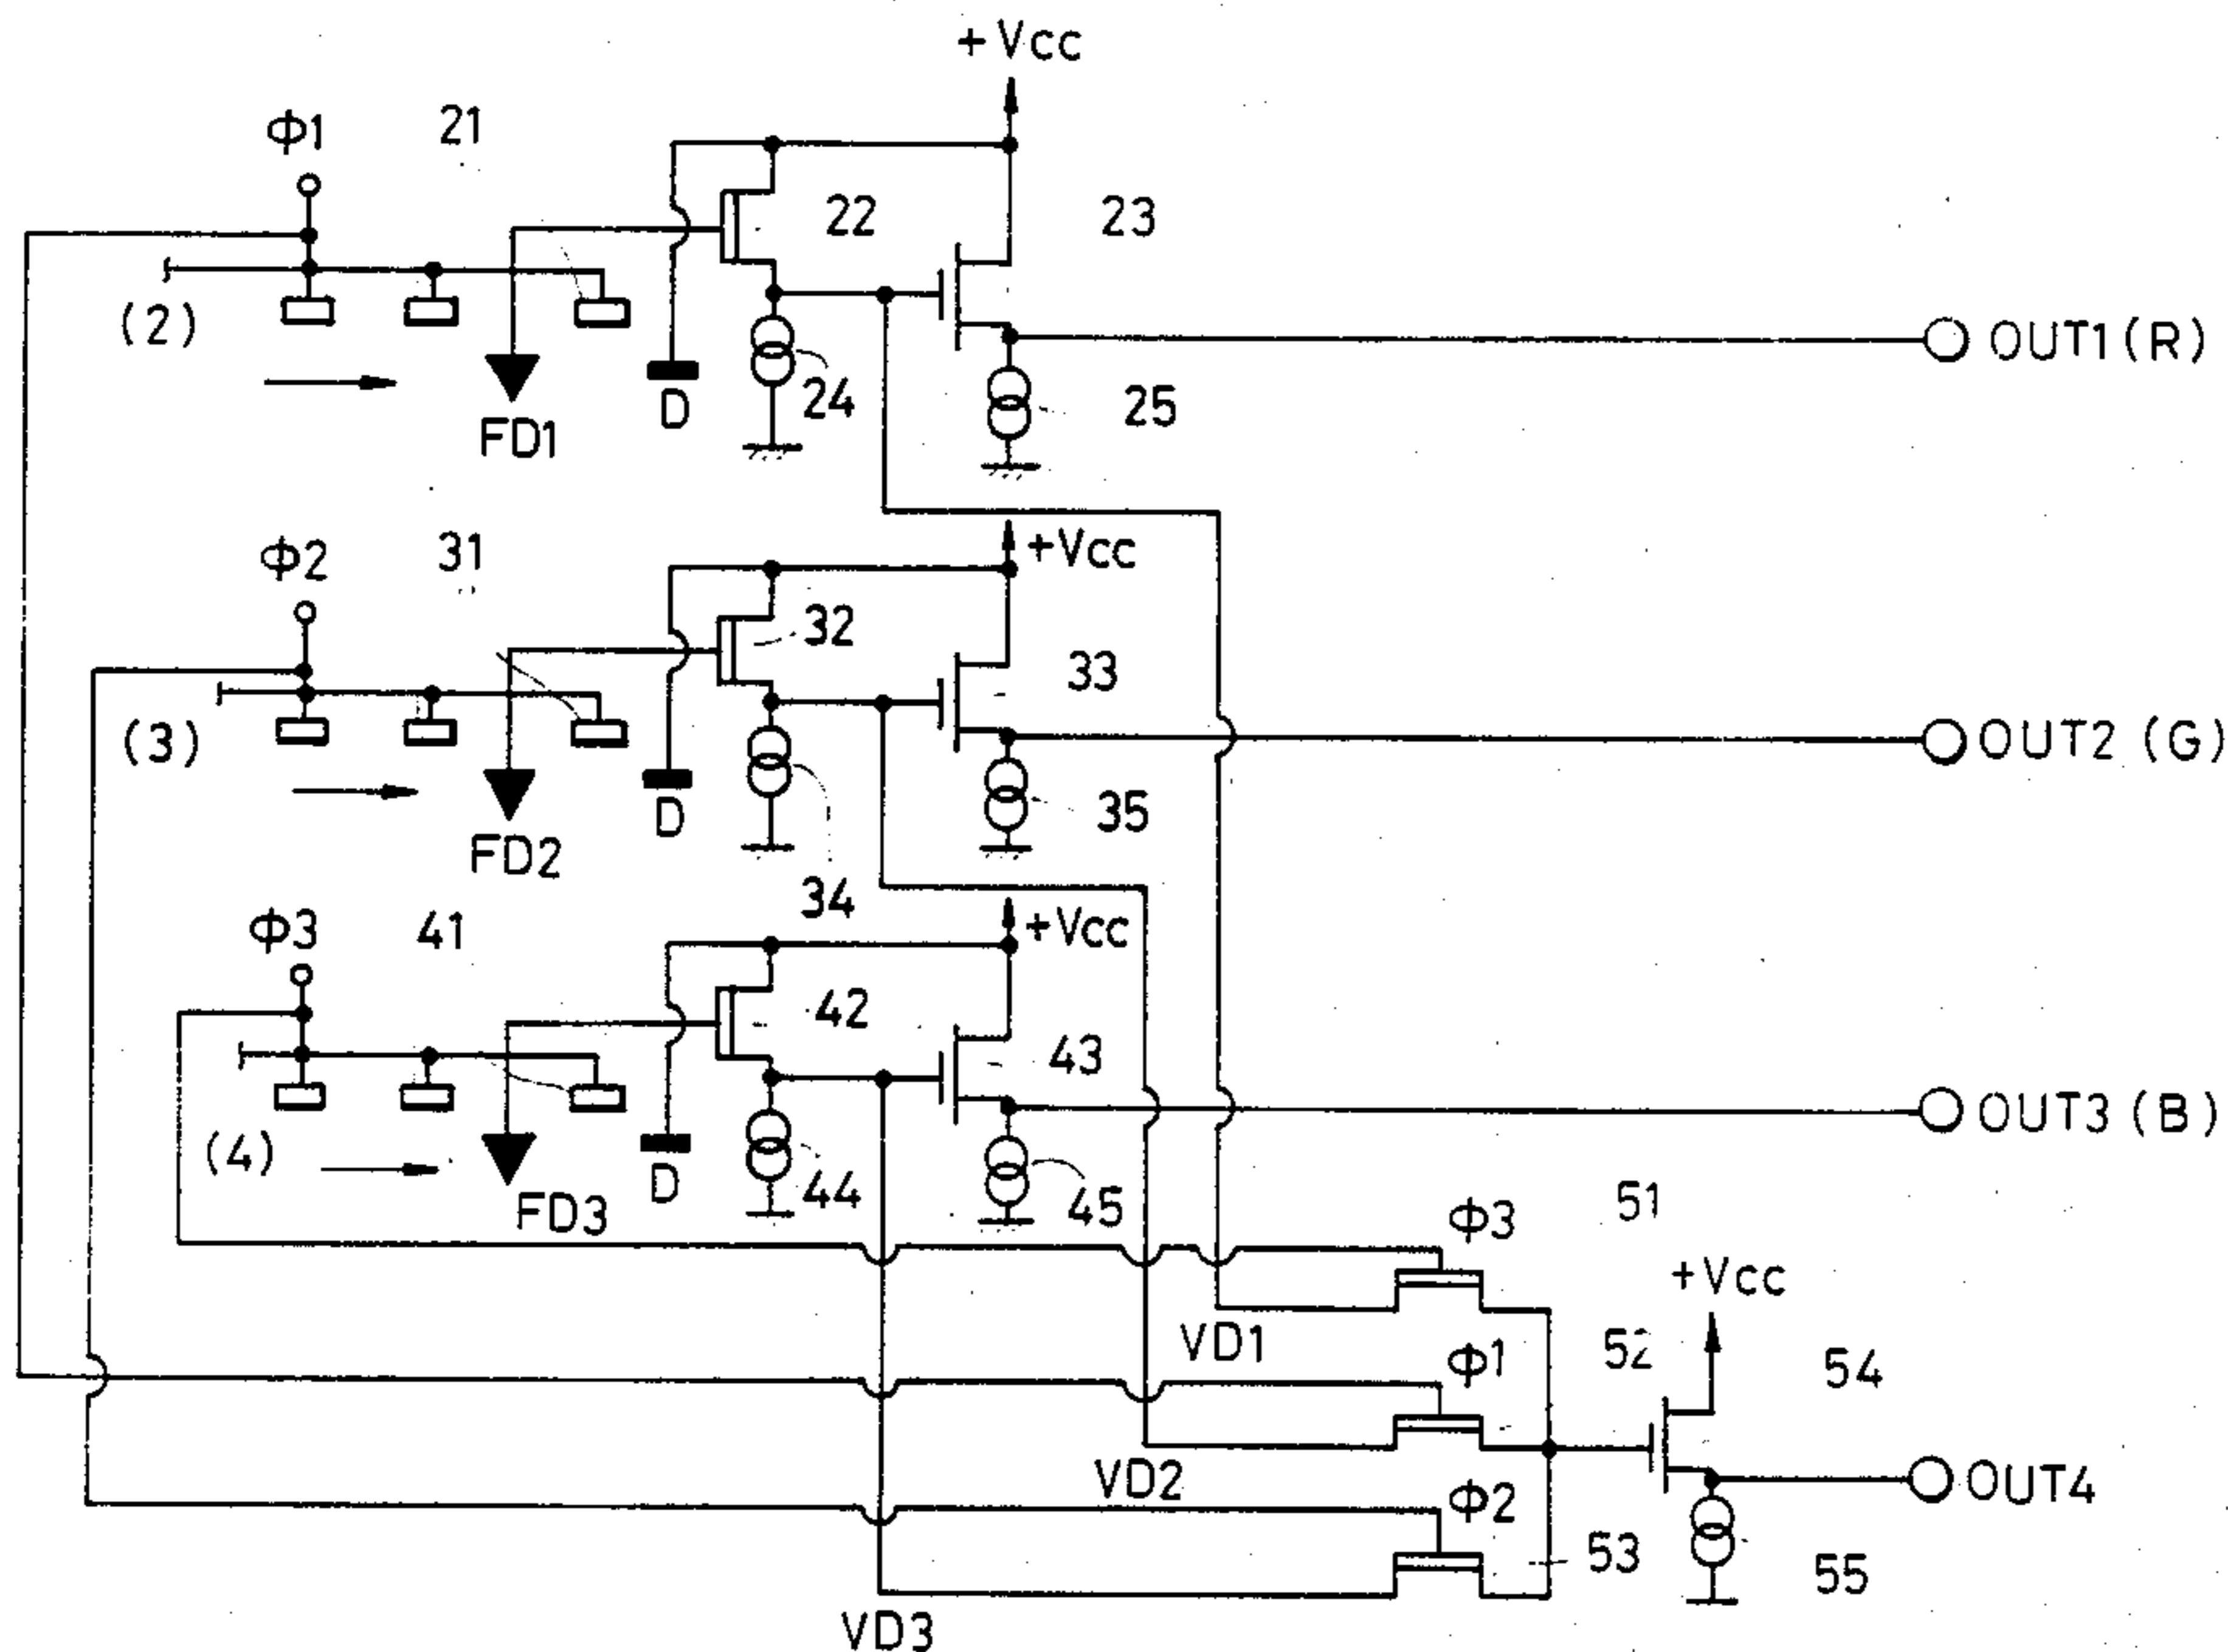 +Vcc
Φ1
21
22
23
(2)
24
25
D
FD1
OUT1(R)
Φ2
31
+Vcc
32
33
(3)
D
34
35
FD2
OUT2(G)
Φ3
41
+Vcc
42
43
(4)
D
44
45
FD3
OUT3(B)
Φ3
51
+Vcc
VD1
Φ1
52
54
VD2
Φ2
OUT4
53
55
VD3